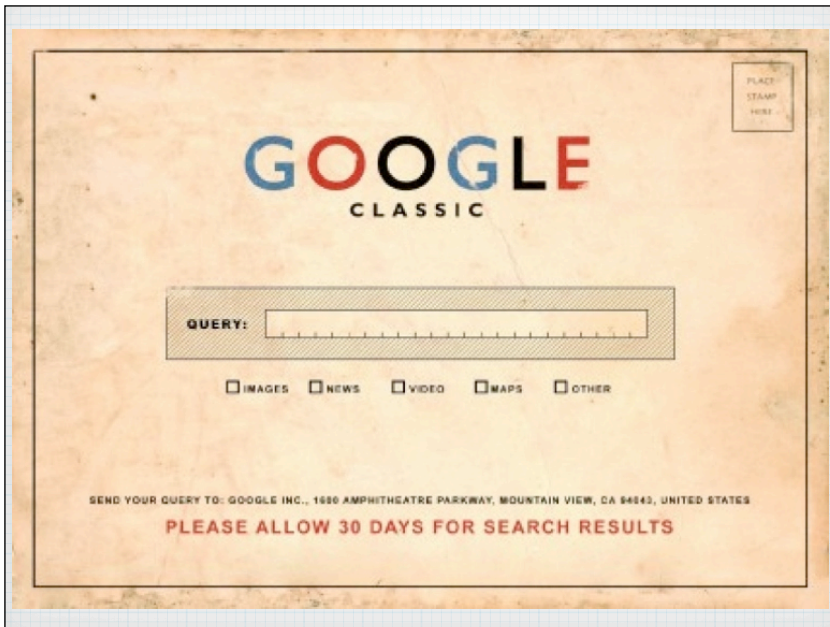 PLACE
STAMP
HERE
GOOGLE
CLASSIC
QUERY:
IMAGES NEWS VIDEO MAPS OTHER
SEND YOUR QUERY TO: GOOGLE INC., 1600 AMPHITHEATRE PARKWAY, MOUNTAIN VIEW, CA 94043, UNITED STATES
PLEASE ALLOW 30 DAYS FOR SEARCH RESULTS